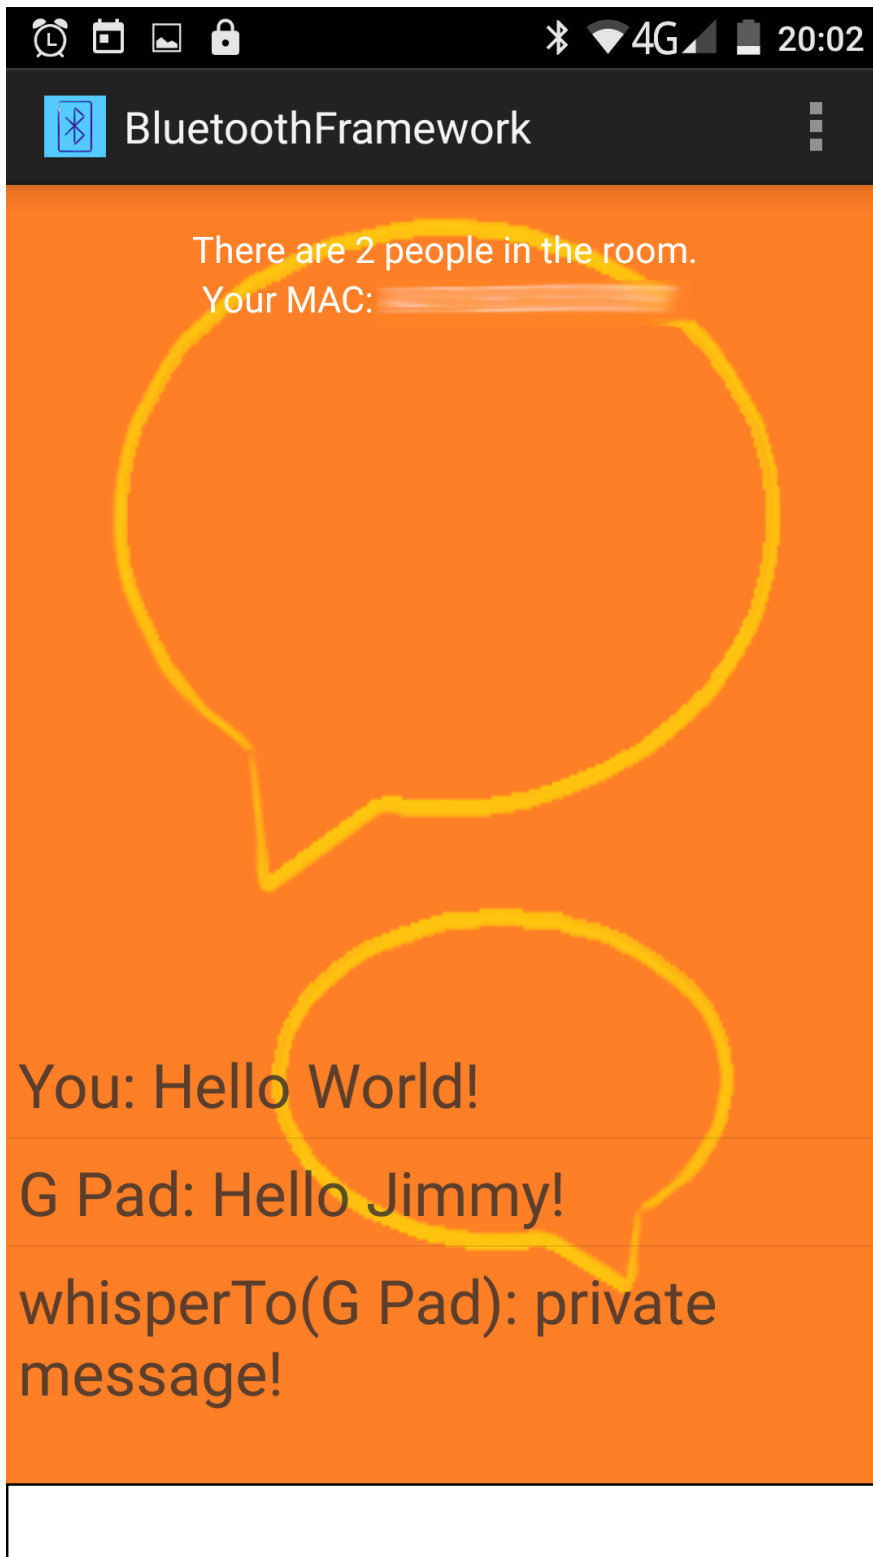 4G 20:02
BluetoothFramework
There are 2 people in the room.
Your MAC:
You: Hello World!
G Pad: Hello Jimmy!
whisperTo(G Pad): private
message!